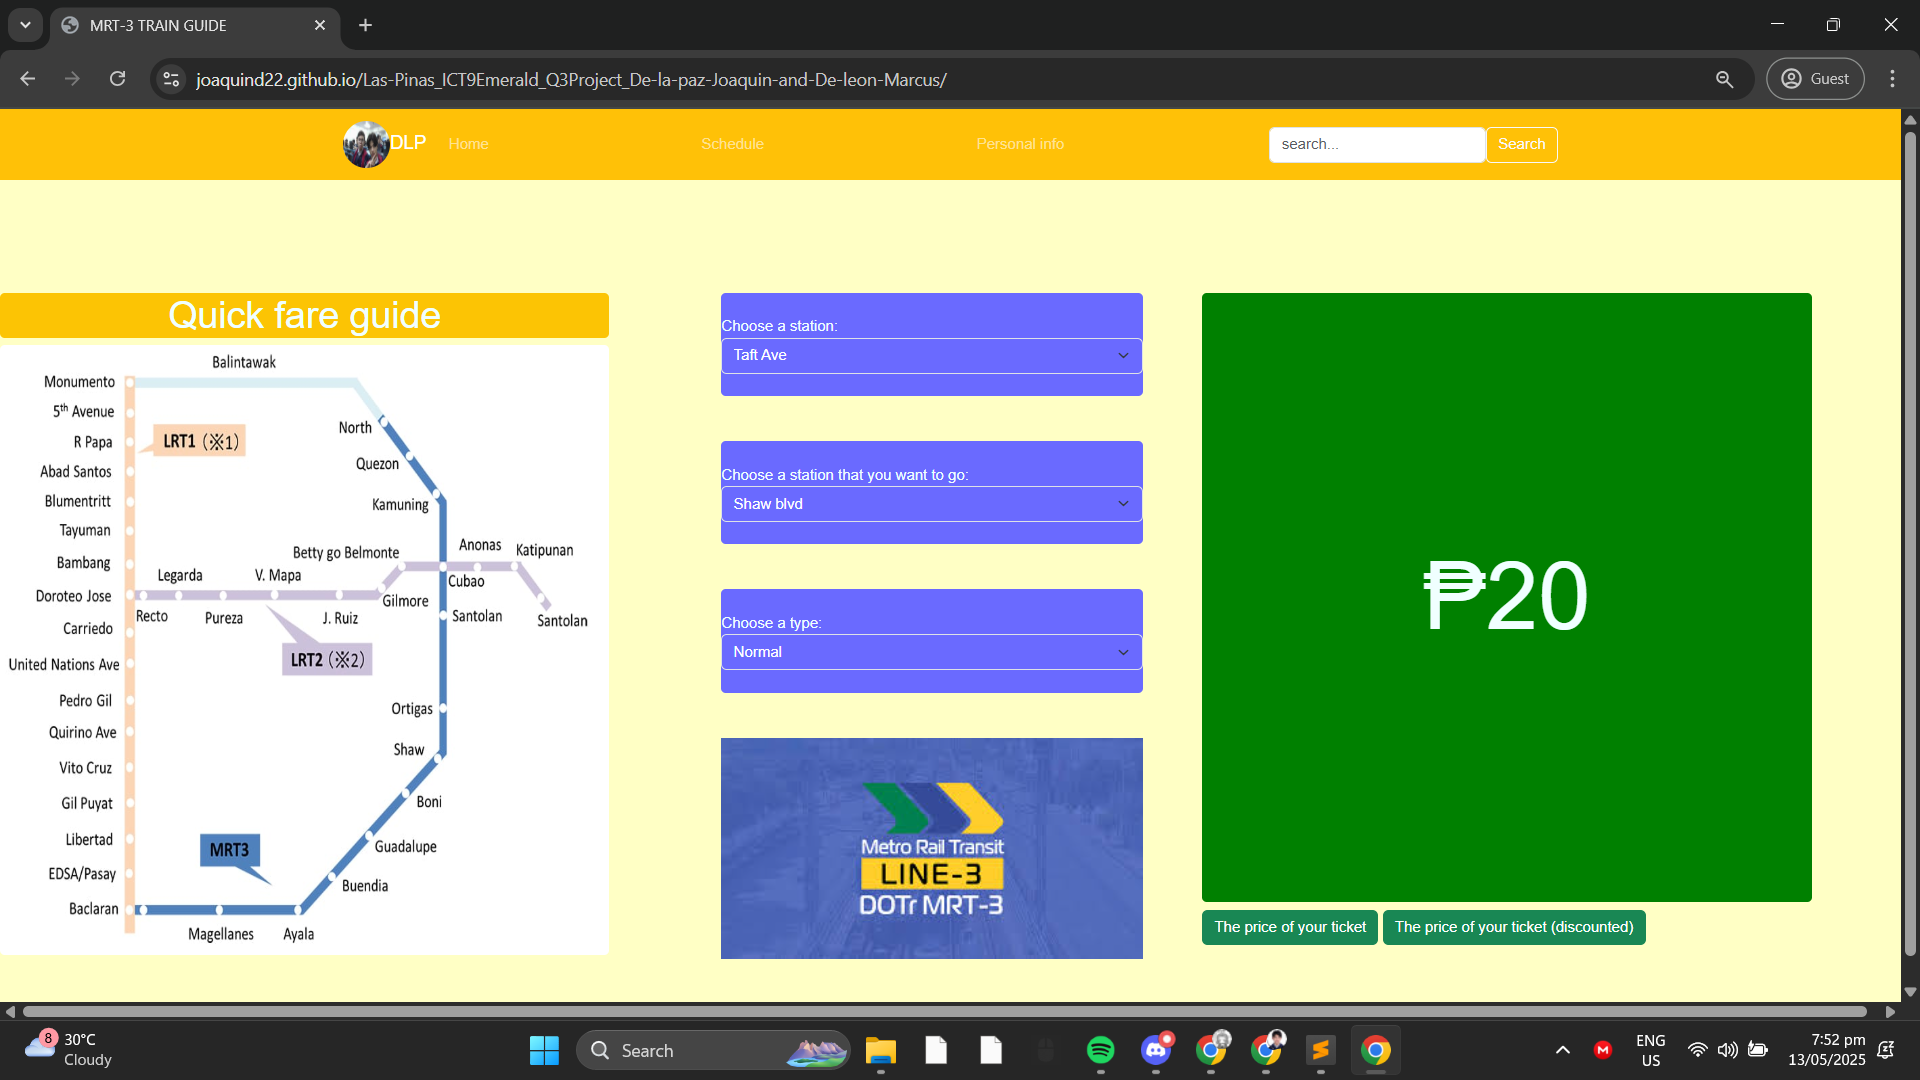 MRT-3 TRAIN GUIDE
joaquind22.github.io/Las-Pinas_ICT9Emerald_Q3Project_De-la-paz-Joaquin-and-De-leon-Marcus/
Guest
DLP
Home
Schedule
Personal info
search...
Search
Quick fare guide
Balintawak
Monumento
5th Avenue
R Papa
Abad Santos
Blumentritt
Tayuman
Bambang
Doroteo Jose
Carriedo
United Nations Ave
Pedro Gil
Quirino Ave
Vito Cruz
Gil Puyat
Libertad
EDSA/Pasay
Baclaran
LRT1 (※1)
North
Quezon
Kamuning
Betty go Belmonte
Anonas
Katipunan
Legarda
V. Mapa
Cubao
Gilmore
Recto
Pureza
J. Ruiz
Santolan
Santolan
LRT2 (※2)
Ortigas
Shaw
Boni
Guadalupe
Buendia
MRT3
Magellanes
Ayala
Choose a station:
Taft Ave
Choose a station that you want to go:
Shaw blvd
Choose a type:
Normal
Metro Rail Transit
LINE-3
DOTr MRT-3
₱20
The price of your ticket
The price of your ticket (discounted)
8
30°C
Cloudy
Search
ENG
US
7:52 pm
13/05/2025